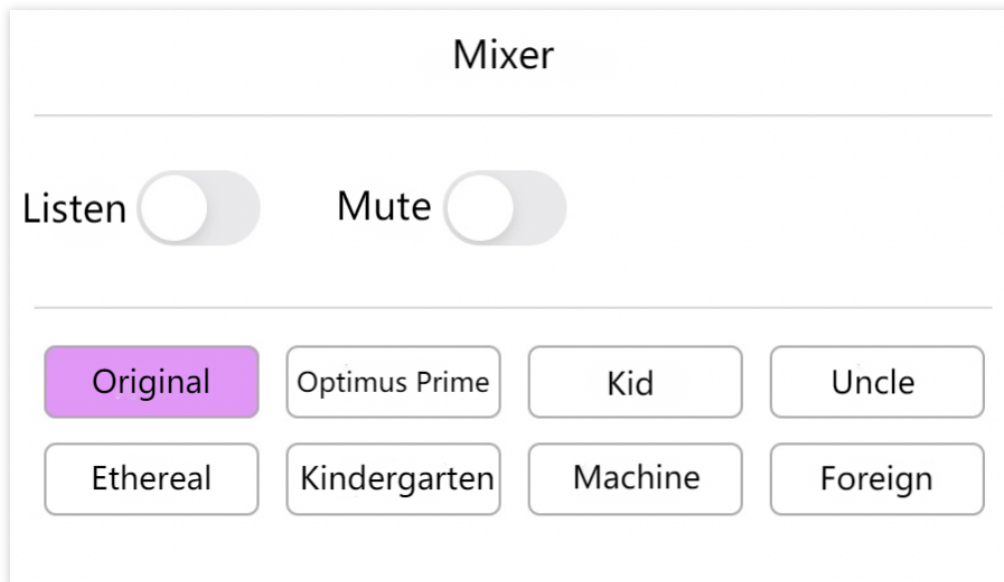 Mixer
Listen Mute
Original Optimus Prime Kid Uncle
Ethereal Kindergarten Machine Foreign